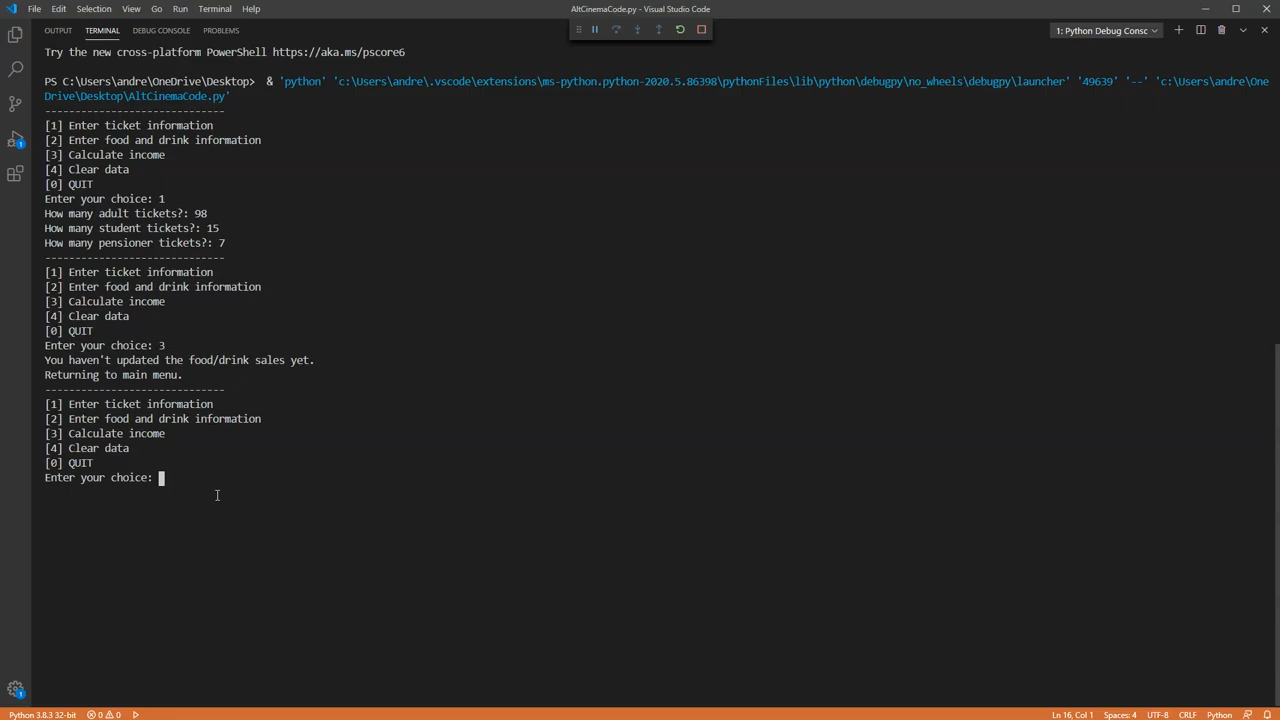 File Edit Selection View Go Run Terminal Help
AltCinemaCode.py - Visual Studio Code
OUTPUT TERMINAL DEBUG CONSOLE PROBLEMS
1: Python Debug Consc
Try the new cross-platform PowerShell https://aka.ms/pscore6
PS C:\Users\andre\OneDrive\Desktop>  & 'python' 'c:\Users\andre\.vscode\extensions\ms-python.python-2020.5.86398\pythonFiles\lib\python\debugpy\no_wheels\debugpy\launcher' '49639' '--' 'c:\Users\andre\One
Drive\Desktop\AltCinemaCode.py'
------------------------------
[1] Enter ticket information
[2] Enter food and drink information
[3] Calculate income
[4] Clear data
[0] QUIT
Enter your choice: 1
How many adult tickets?: 98
How many student tickets?: 15
How many pensioner tickets?: 7
------------------------------
[1] Enter ticket information
[2] Enter food and drink information
[3] Calculate income
[4] Clear data
[0] QUIT
Enter your choice: 3
You haven't updated the food/drink sales yet.
Returning to main menu.
------------------------------
[1] Enter ticket information
[2] Enter food and drink information
[3] Calculate income
[4] Clear data
[0] QUIT
Enter your choice:
1
1
Python 3.8.3 32-bit 0 0
Ln 16, Col 1 Spaces: 4 UTF-8 CRLF Python